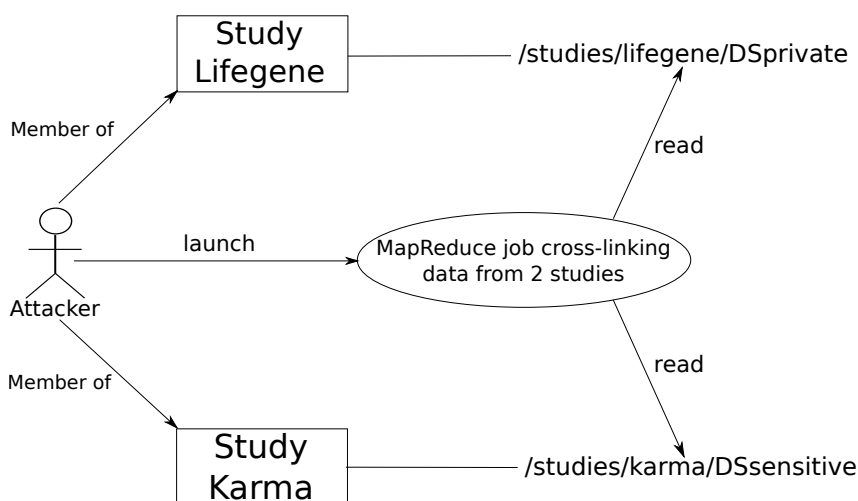 Study
Lifegene
/studies/lifegene/DSprivate
Member of
read
launch
MapReduce job cross-linking
data from 2 studies
Attacker
read
Member of
Study
Karma
/studies/karma/DSsensitive